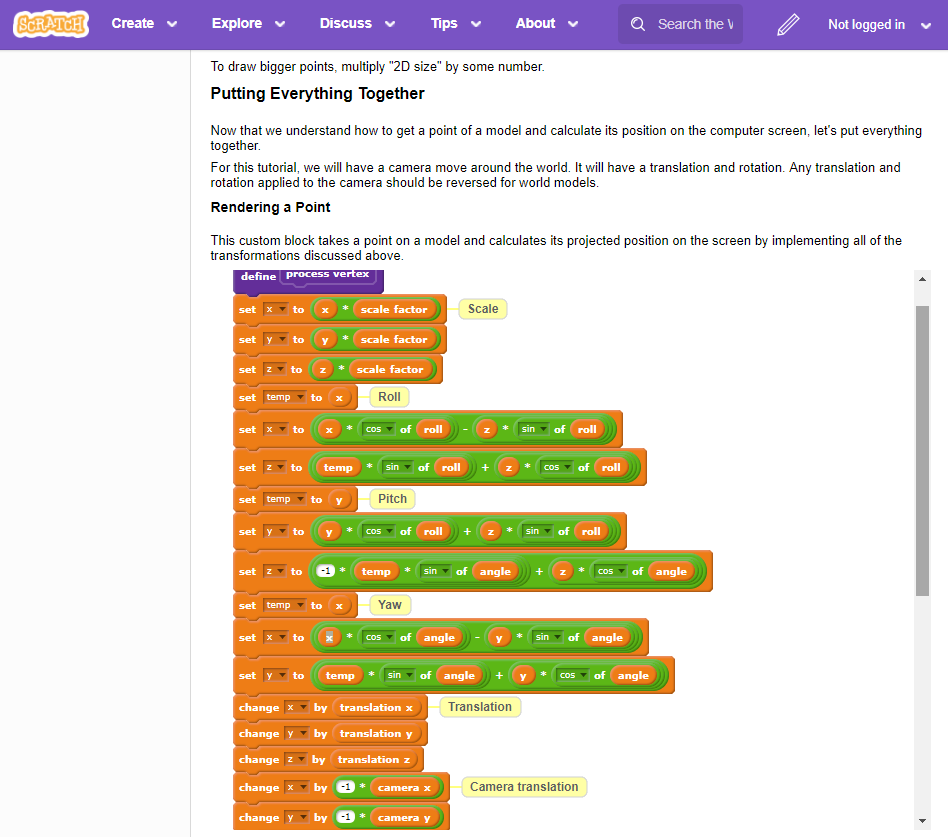 SCRATCH Create Explore Discuss Tips About Search the W Not logged in
To draw bigger points, multiply "2D size" by some number.
Putting Everything Together
Now that we understand how to get a point of a model and calculate its position on the computer screen, let's put everything
together.
For this tutorial, we will have a camera move around the world. It will have a translation and rotation. Any translation and
rotation applied to the camera should be reversed for world models.
Rendering a Point
This custom block takes a point on a model and calculates its projected position on the screen by implementing all of the
transformations discussed above.
define process vertex
set x to x * scale factor Scale
set y to y * scale factor
set z to z * scale factor
set temp to x Roll
set x to x * cos of roll - z * sin of roll
set z to temp * sin of roll + z * cos of roll
set temp to y Pitch
set y to y * cos of roll + z * sin of roll
set z to -1 * temp * sin of angle + z * cos of angle
set temp to x Yaw
set x to x * cos of angle - y * sin of angle
set y to temp * sin of angle + y * cos of angle
change x by translation x Translation
change y by translation y
change z by translation z
change x by -1 * camera x Camera translation
change y by -1 * camera y